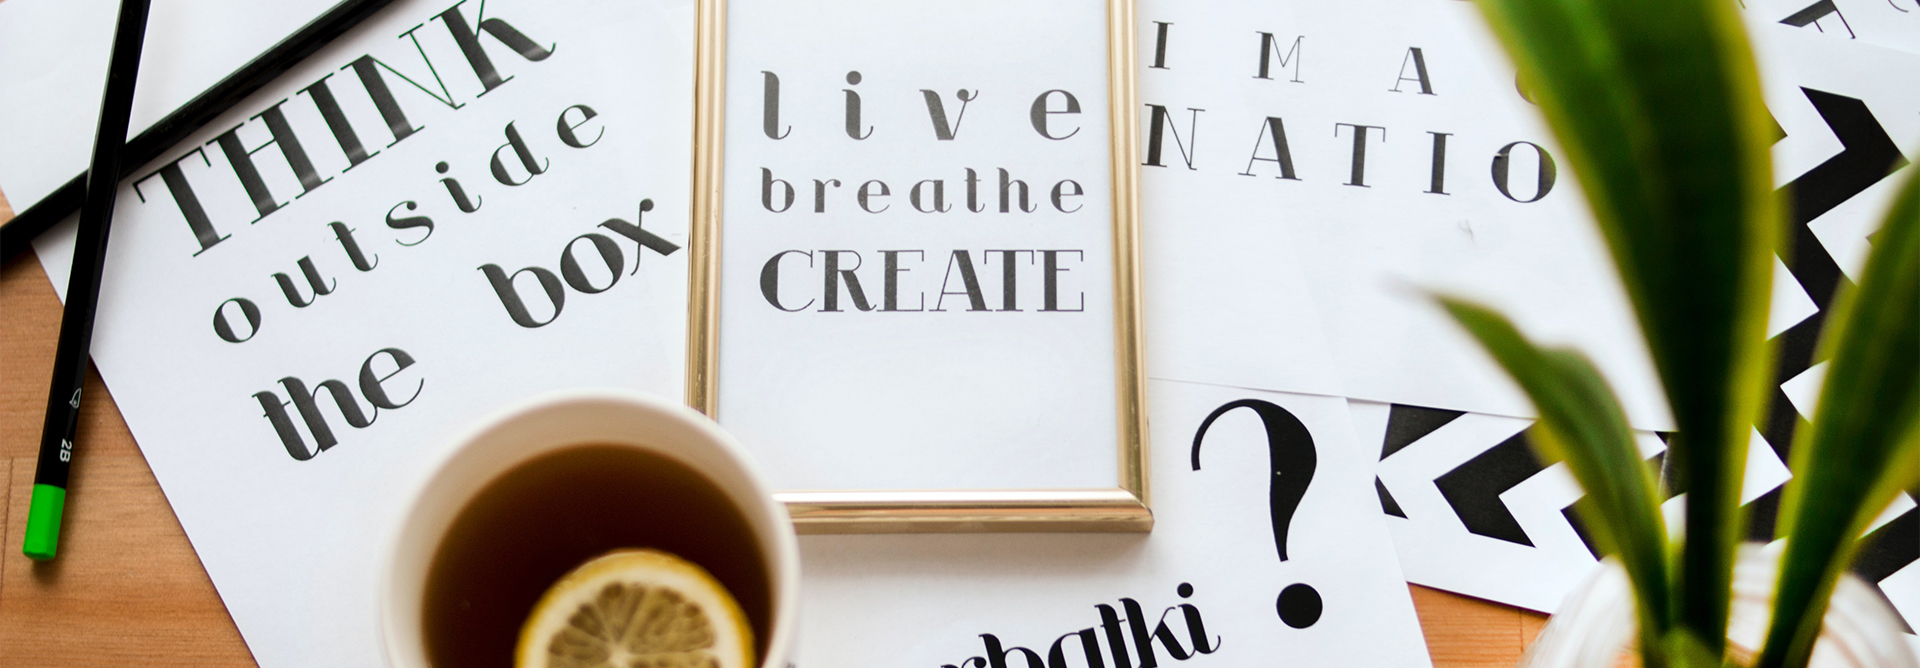 THINK
outside
the box
2B
live
breathe
CREATE
I M A
NATIO
?